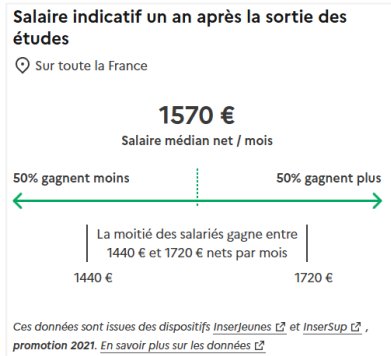 Salaire indicatif un an après la sortie des
études
Sur toute la France
1570 €
Salaire médian net / mois
50% gagnent moins
50% gagnent plus
La moitié des salariés gagne entre
1440 € et 1720 € nets par mois
1440 €
1720 €
Ces données sont issues des dispositifs InserJeunes et InserSup ,
promotion 2021. En savoir plus sur les données